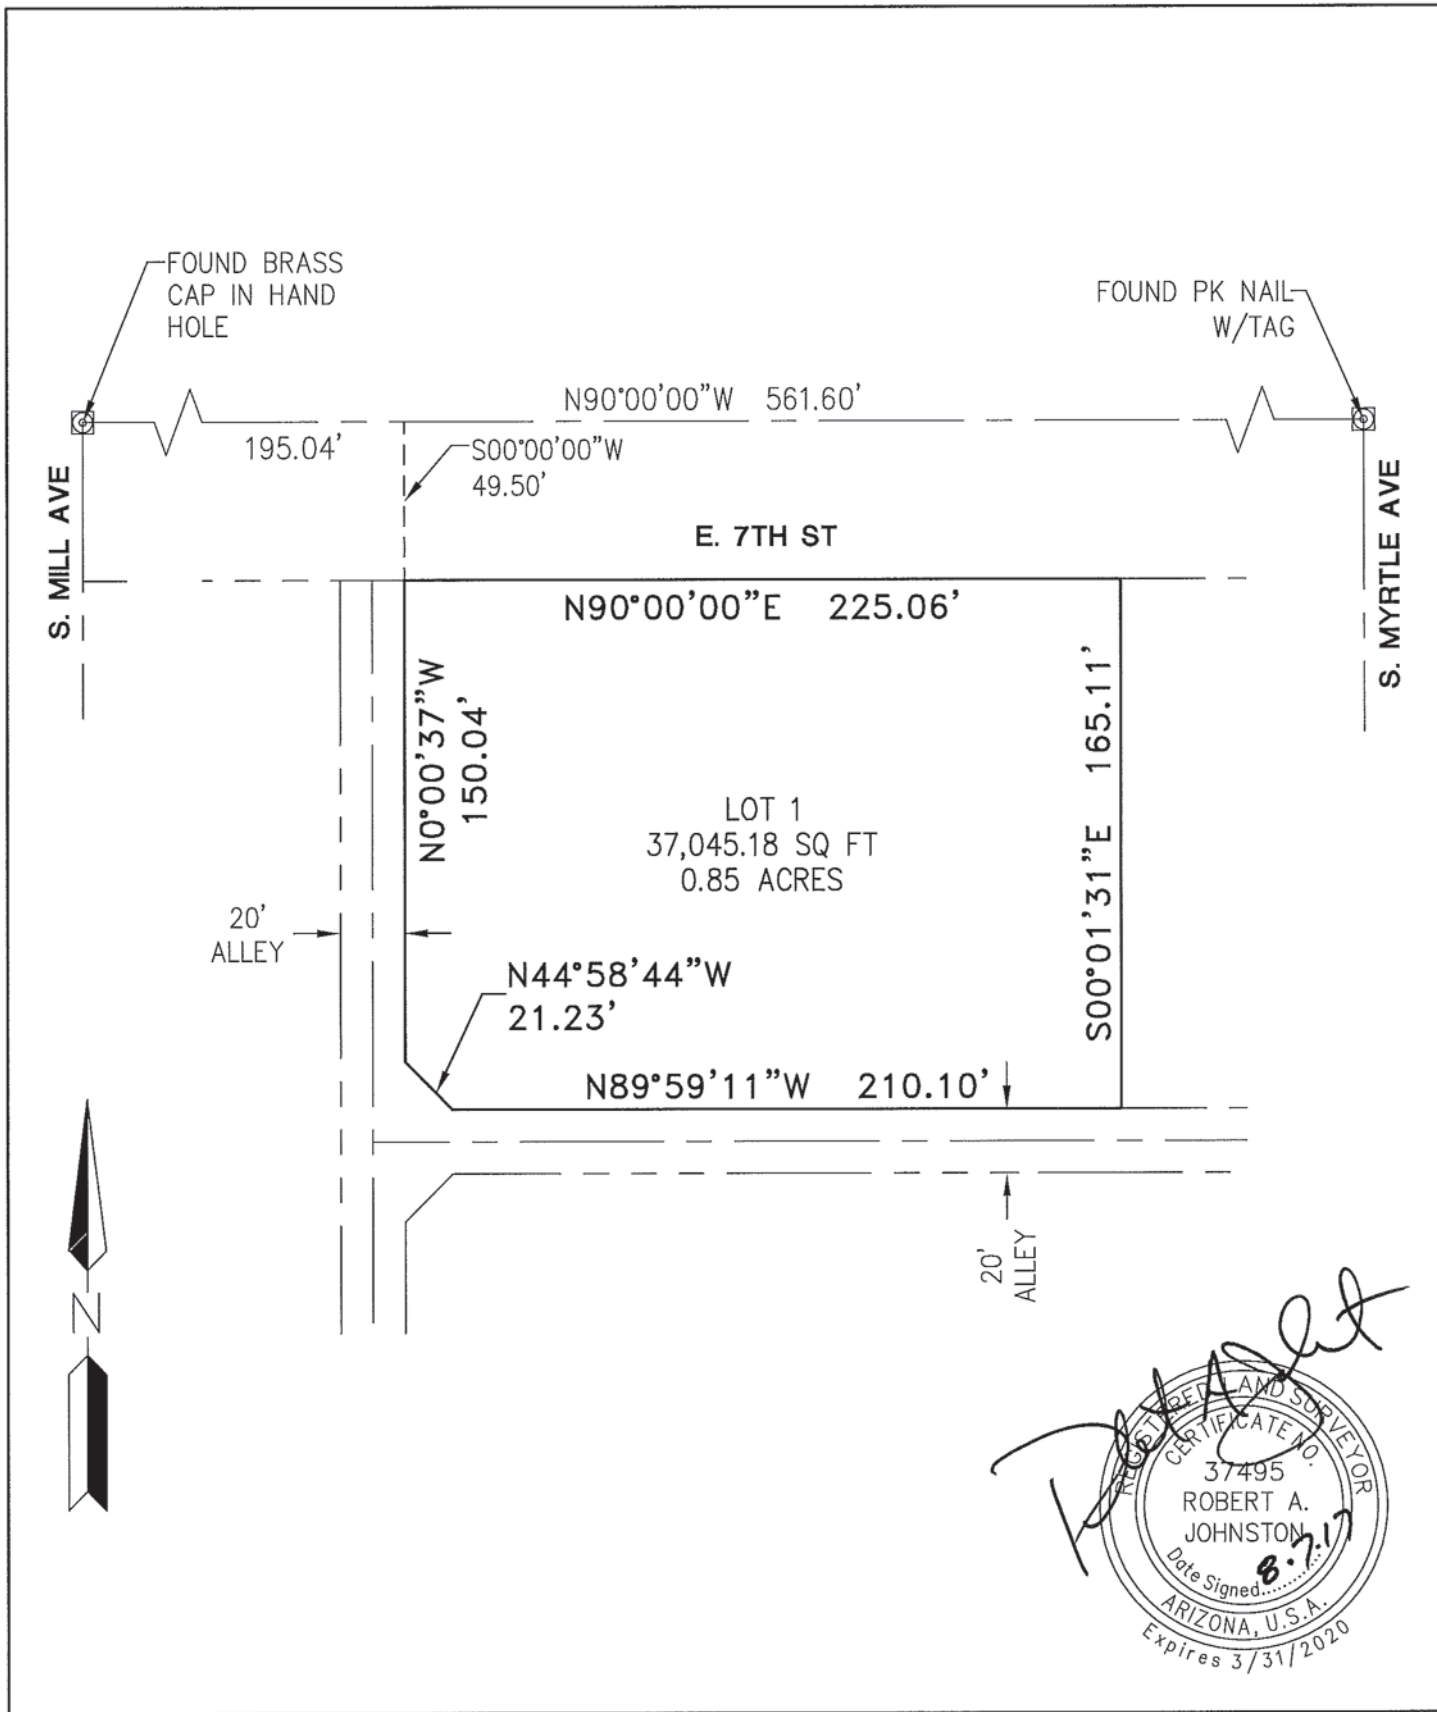 FOUND BRASS
CAP IN HAND
HOLE
FOUND PK NAIL
W/TAG
N90°00'00"W 561.60'
195.04'
S00°00'00"W
49.50'
S. MILL AVE
E. 7TH ST
S. MYRTLE AVE
N90°00'00"E 225.06'
N0°00'37"W
150.04'
S00°01'31"E 165.11'
LOT 1
37,045.18 SQ FT
0.85 ACRES
20'
ALLEY
N44°58'44"W
21.23'
N89°59'11"W 210.10'
20'
ALLEY
N
REGISTERED LAND SURVEYOR
CERTIFICATE NO.
37495
ROBERT A.
JOHNSTON
Date Signed.......... 8.7.17
ARIZONA, U.S.A.
Expires 3/31/2020